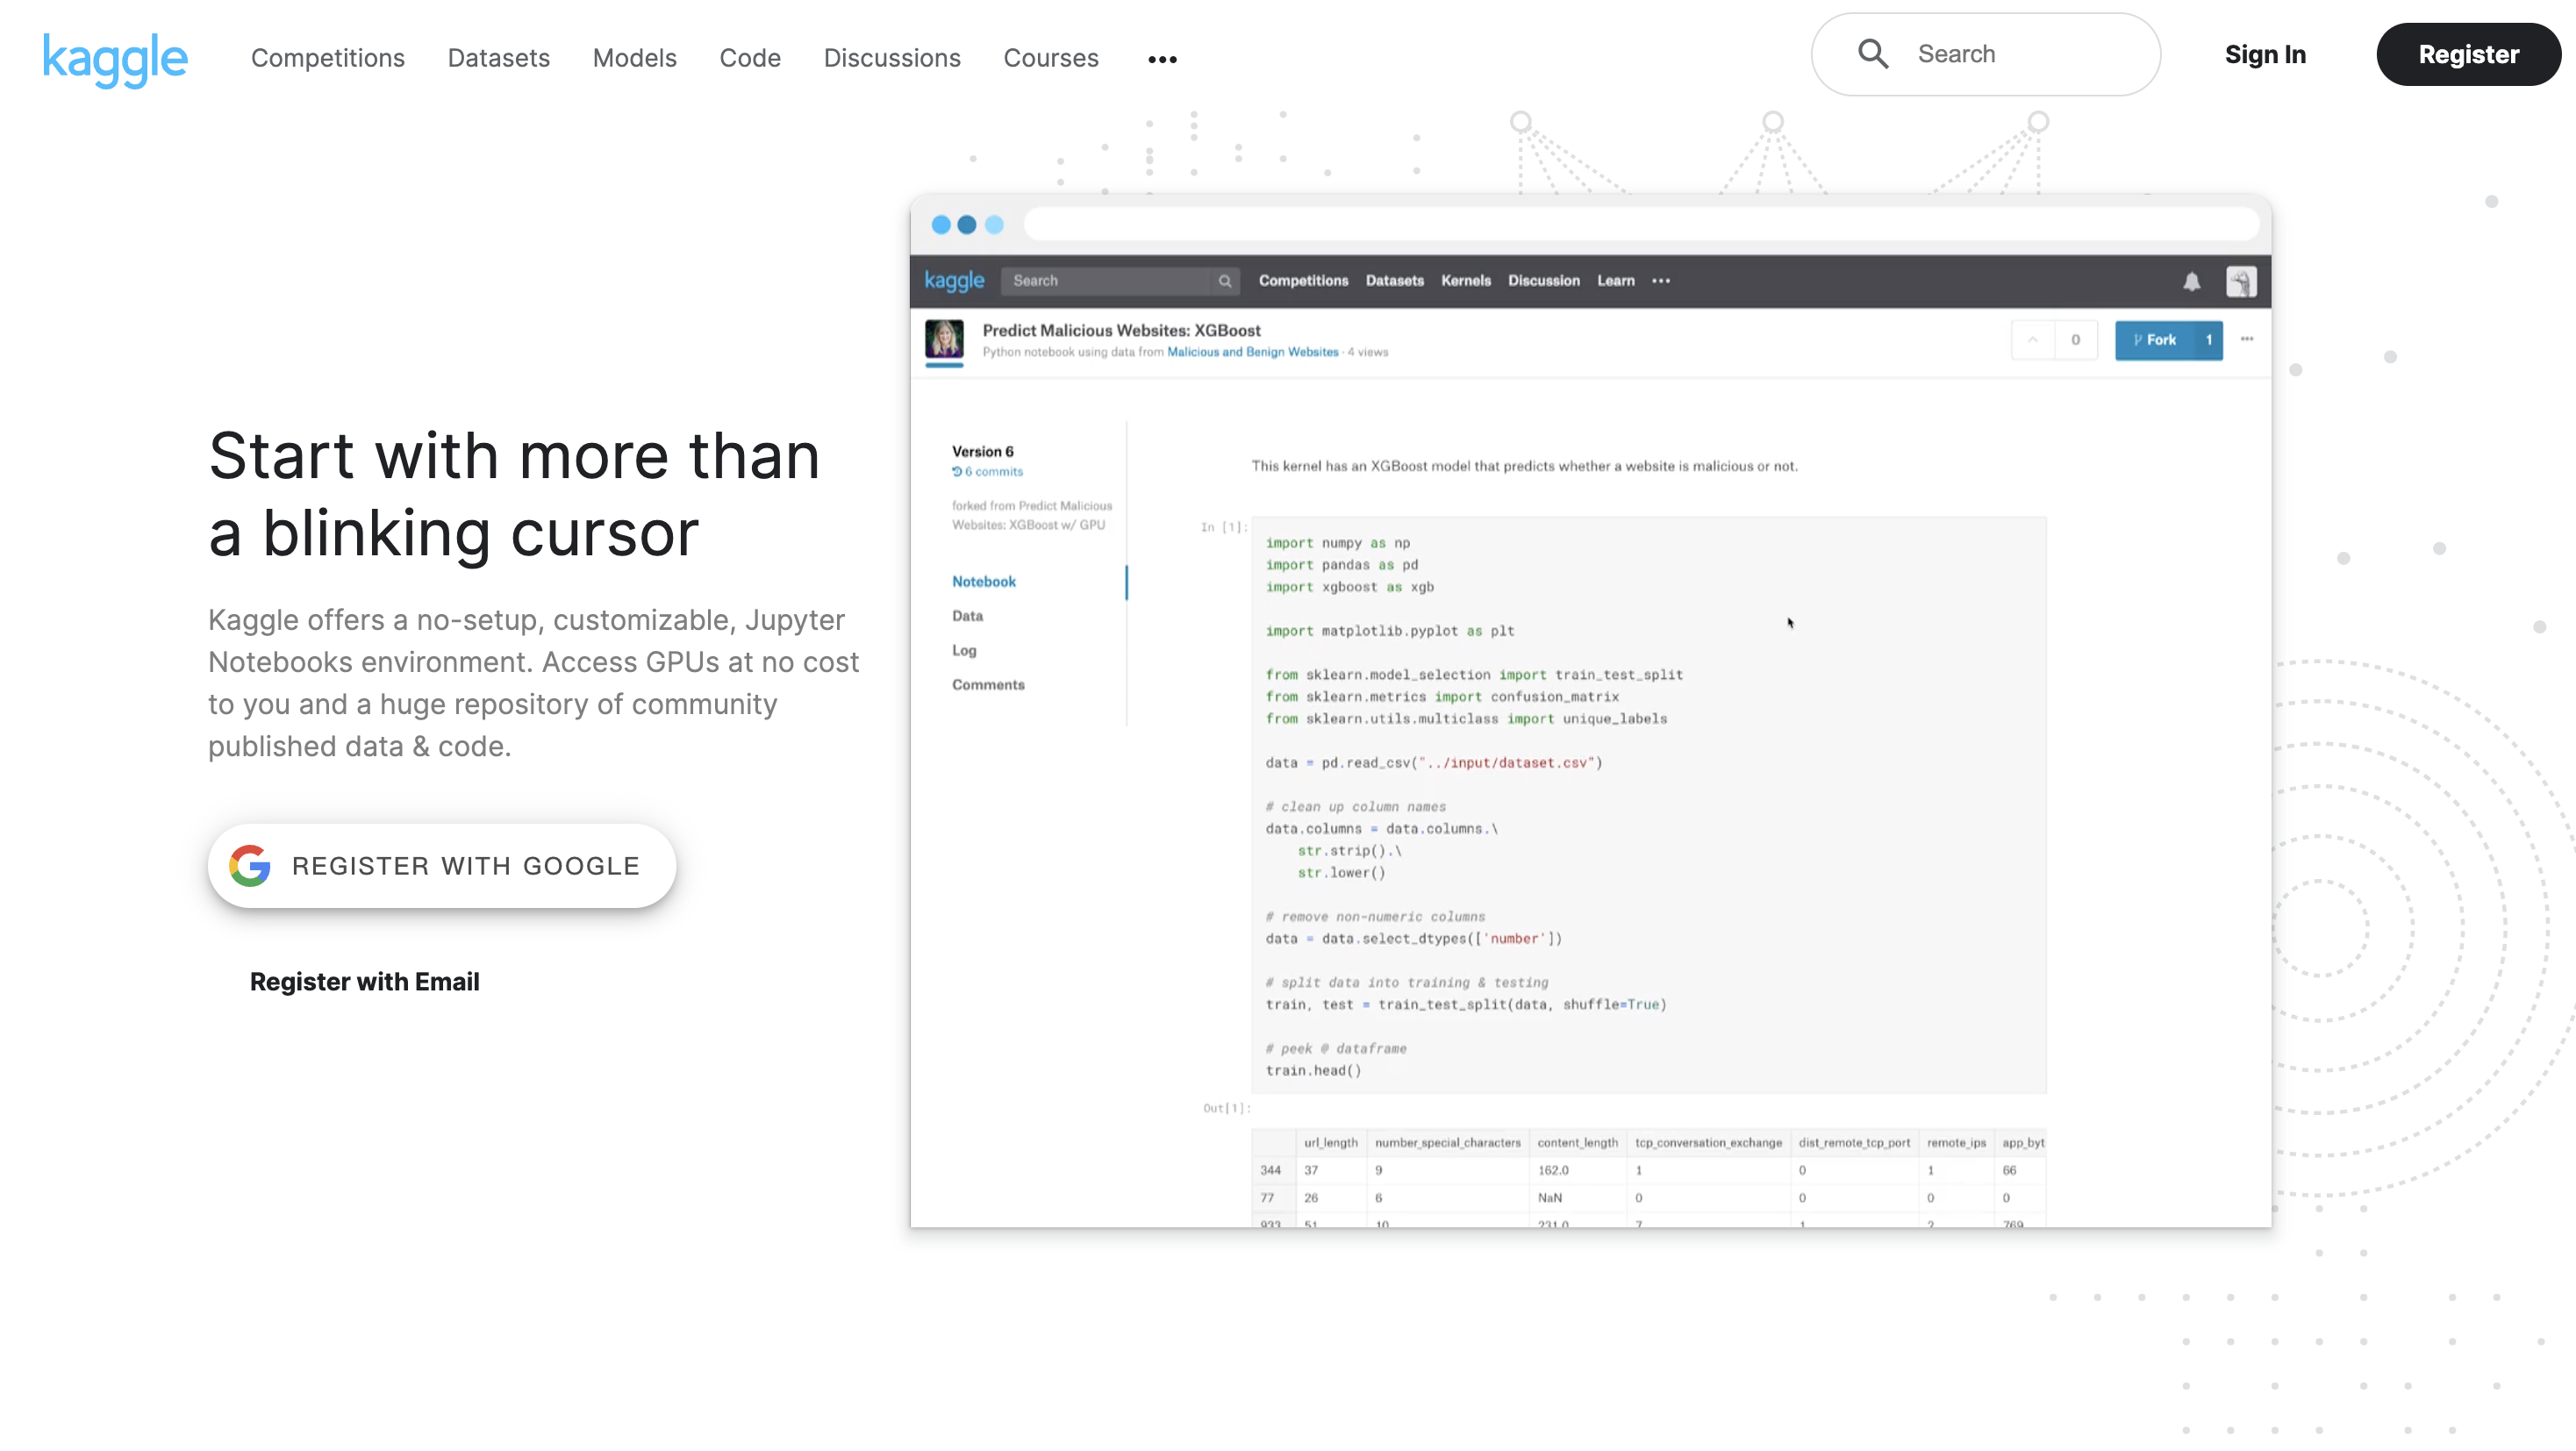 kaggle Competitions Datasets Models Code Discussions Courses ••• Search Sign In Register
Start with more than
a blinking cursor
Kaggle offers a no-setup, customizable, Jupyter
Notebooks environment. Access GPUs at no cost
to you and a huge repository of community
published data & code.
REGISTER WITH GOOGLE
Register with Email
kaggle Search Competitions Datasets Kernels Discussion Learn •••
Predict Malicious Websites: XGBoost
Python notebook using data from Malicious and Benign Websites · 4 views
0 Fork 1
Version 6
6 commits
forked from Predict Malicious
Websites: XGBoost w/ GPU
Notebook
Data
Log
Comments
This kernel has an XGBoost model that predicts whether a website is malicious or not.
In [1]:
import numpy as np
import pandas as pd
import xgboost as xgb
import matplotlib.pyplot as plt
from sklearn.model_selection import train_test_split
from sklearn.metrics import confusion_matrix
from sklearn.utils.multiclass import unique_labels
data = pd.read_csv("../input/dataset.csv")
# clean up column names
data.columns = data.columns.\
str.strip().\
str.lower()
# remove non-numeric columns
data = data.select_dtypes(['number'])
# split data into training & testing
train, test = train_test_split(data, shuffle=True)
# peek @ dataframe
train.head()
Out[1]:
url_length number_special_characters content_length tcp_conversation_exchange dist_remote_tcp_port remote_ips app_byt
344 37 9 162.0 1 0 1 66
77 26 6 NaN 0 0 0 0
933 51 10 231.0 7 1 2 769